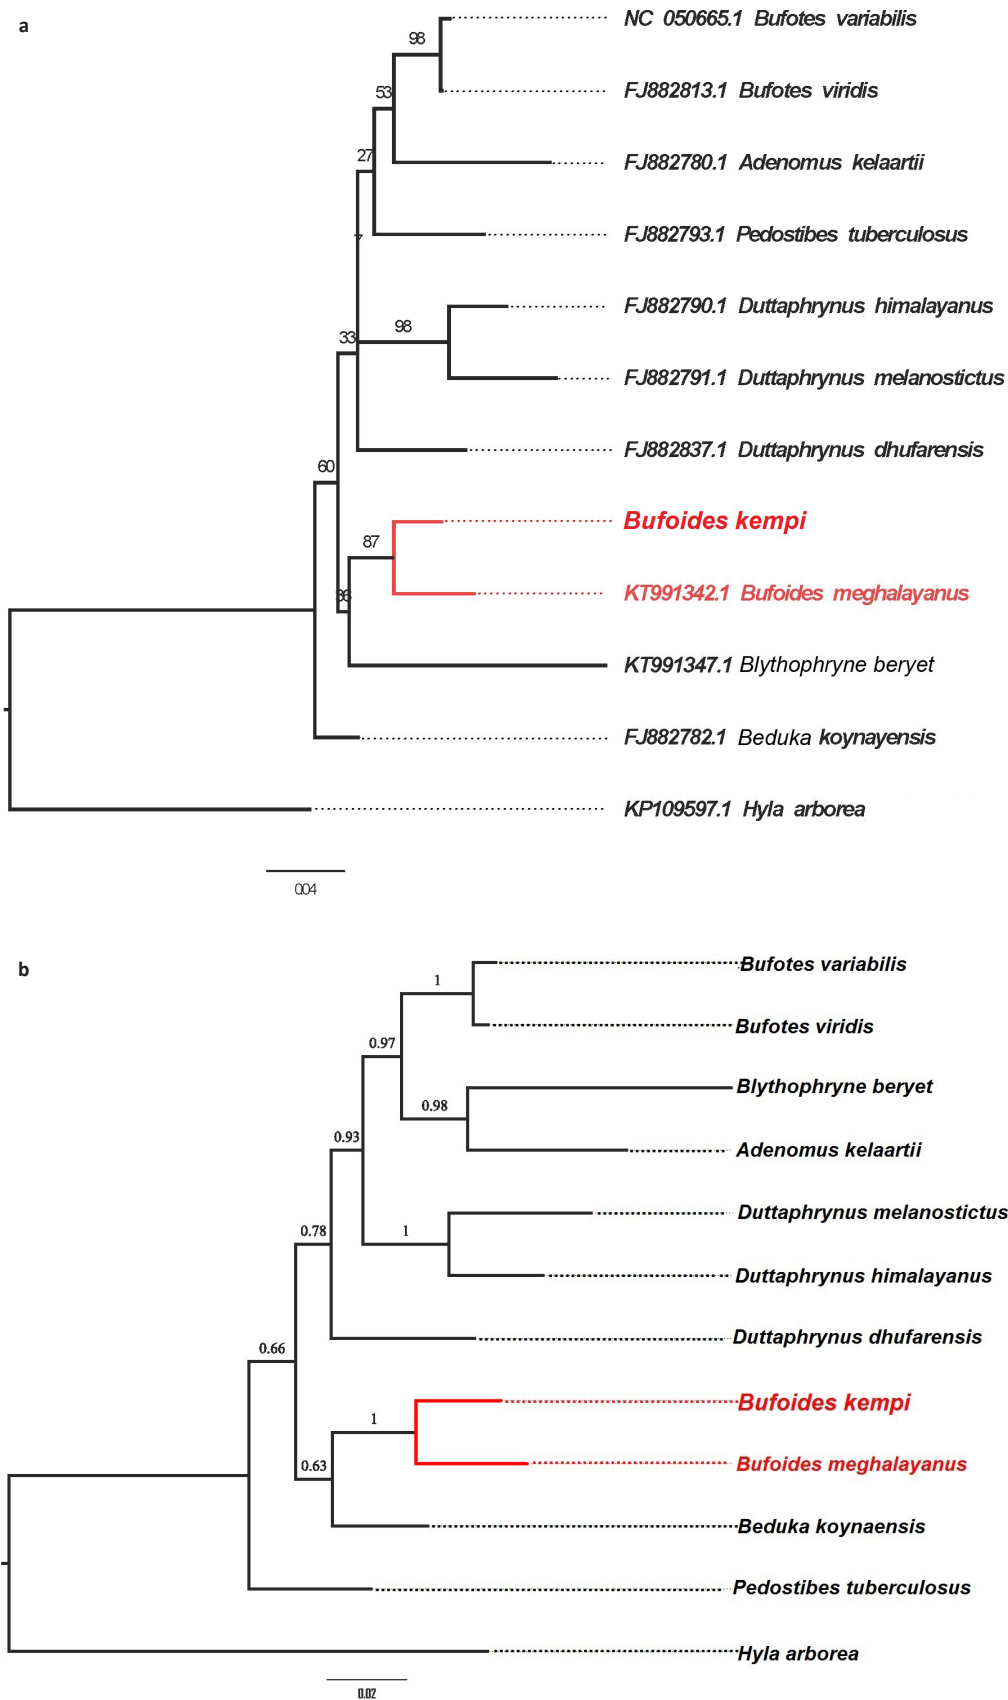 a
NC 050665.1 Bufotes variabilis
98
FJ882813.1 Bufotes viridis
53
FJ882780.1 Adenomus kelaartii
27
FJ882793.1 Pedostibes tuberculosus
7
FJ882790.1 Duttaphrynus himalayanus
98
33
FJ882791.1 Duttaphrynus melanostictus
FJ882837.1 Duttaphrynus dhufarensis
60
Bufoides kempi
87
KT991342.1 Bufoides meghalayanus
36
KT991347.1 Blythophryne beryet
FJ882782.1 Beduka koynayensis
KP109597.1 Hyla arborea
004
b
Bufotes variabilis
1
Bufotes viridis
0.97
Blythophryne beryet
0.98
Adenomus kelaartii
0.93
Duttaphrynus melanostictus
1
0.78
Duttaphrynus himalayanus
Duttaphrynus dhufarensis
0.66
Bufoides kempi
1
Bufoides meghalayanus
0.63
Beduka koynaensis
Pedostibes tuberculosus
Hyla arborea
0.02